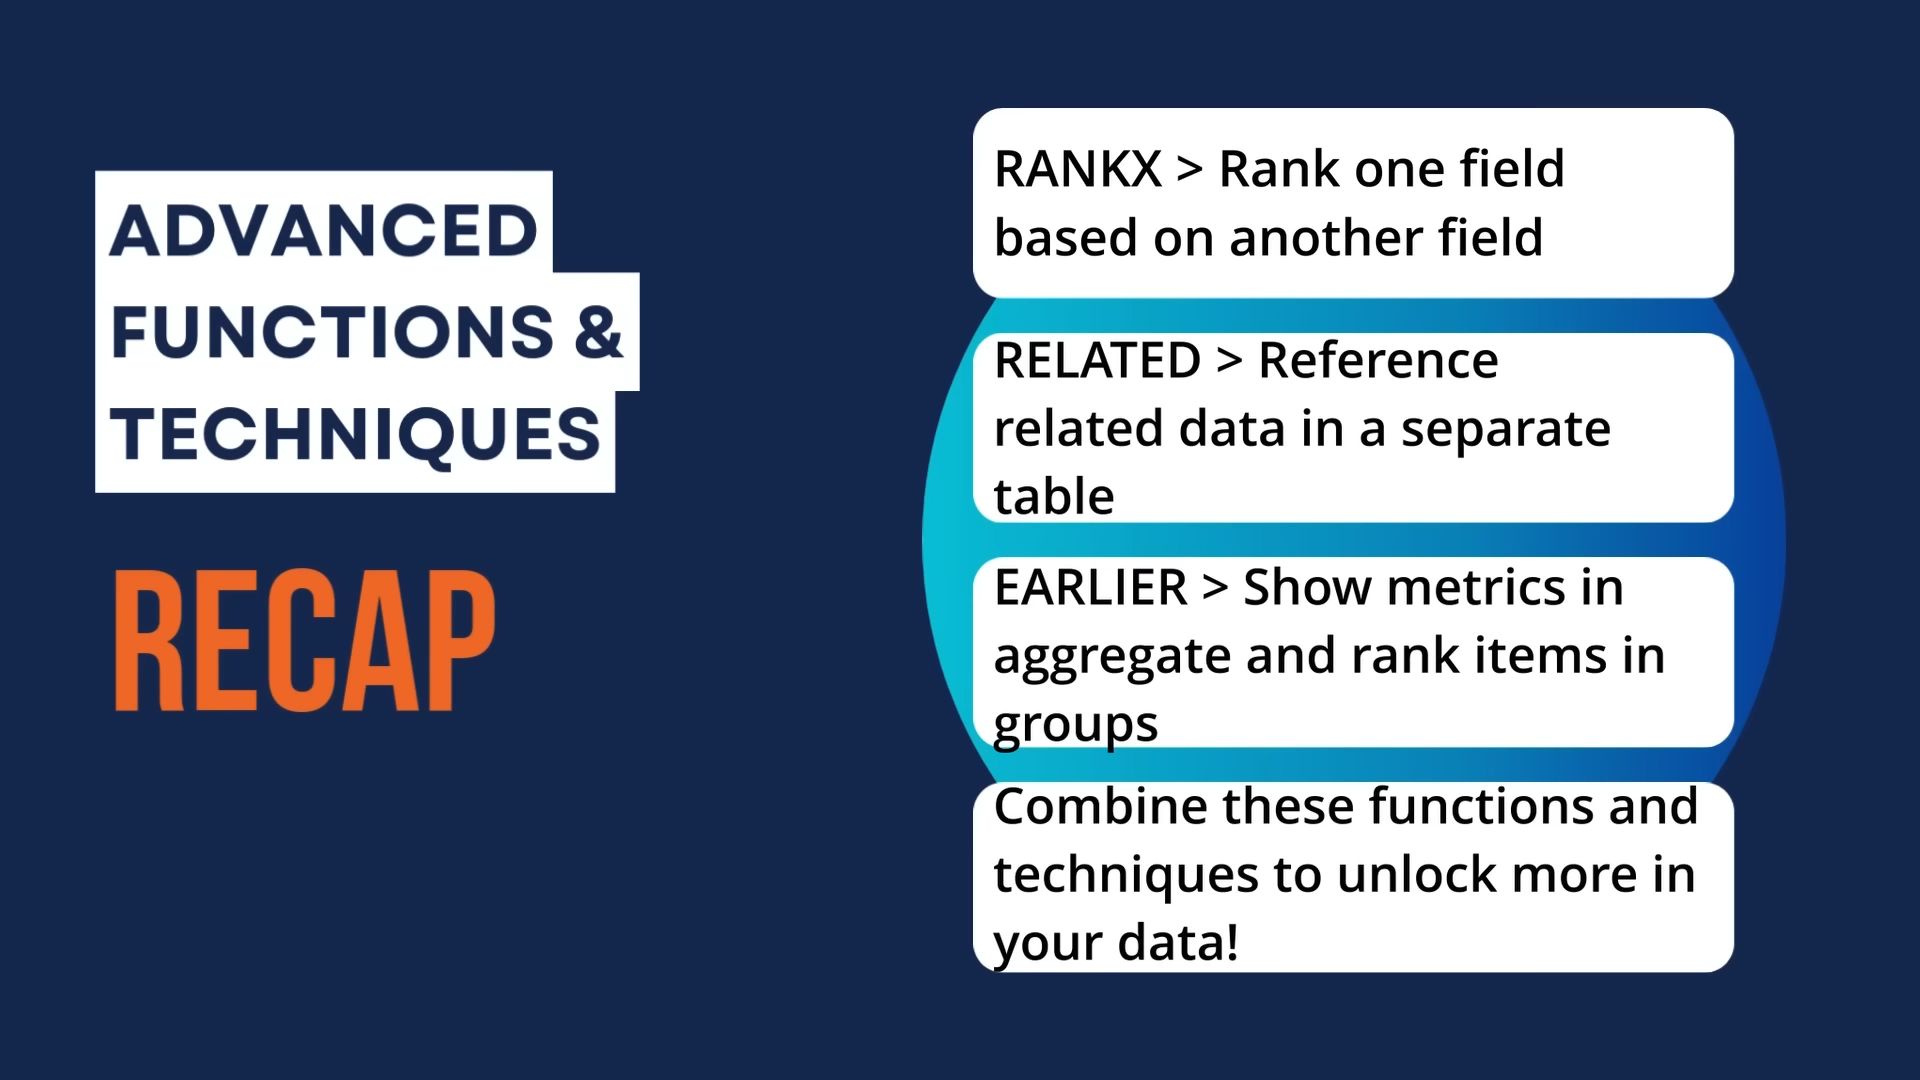 ADVANCED
FUNCTIONS &
TECHNIQUES
RECAP
RANKX > Rank one field
based on another field
RELATED > Reference
related data in a separate
table
EARLIER > Show metrics in
aggregate and rank items in
groups
Combine these functions and
techniques to unlock more in
your data!